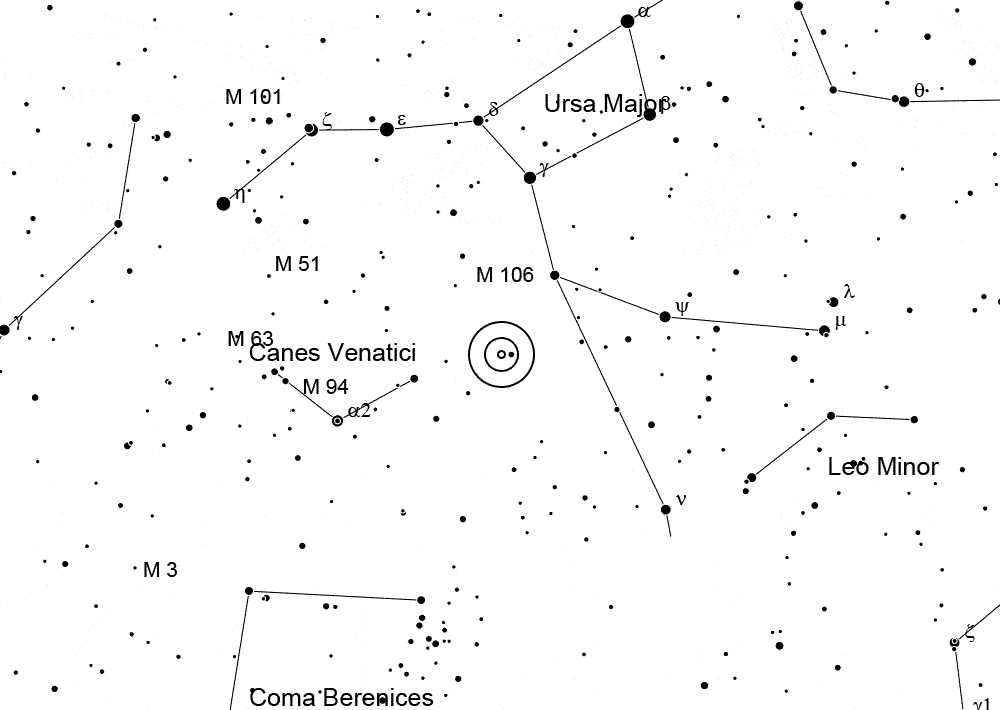 α
θ
M 101
Ursa Major
β
δ
ζ
ε
γ
η
M 51
M 106
λ
ψ
μ
γ
M 63
Canes Venatici
M 94
α2
Leo Minor
ν
M 3
ζ
Coma Berenices
γ1